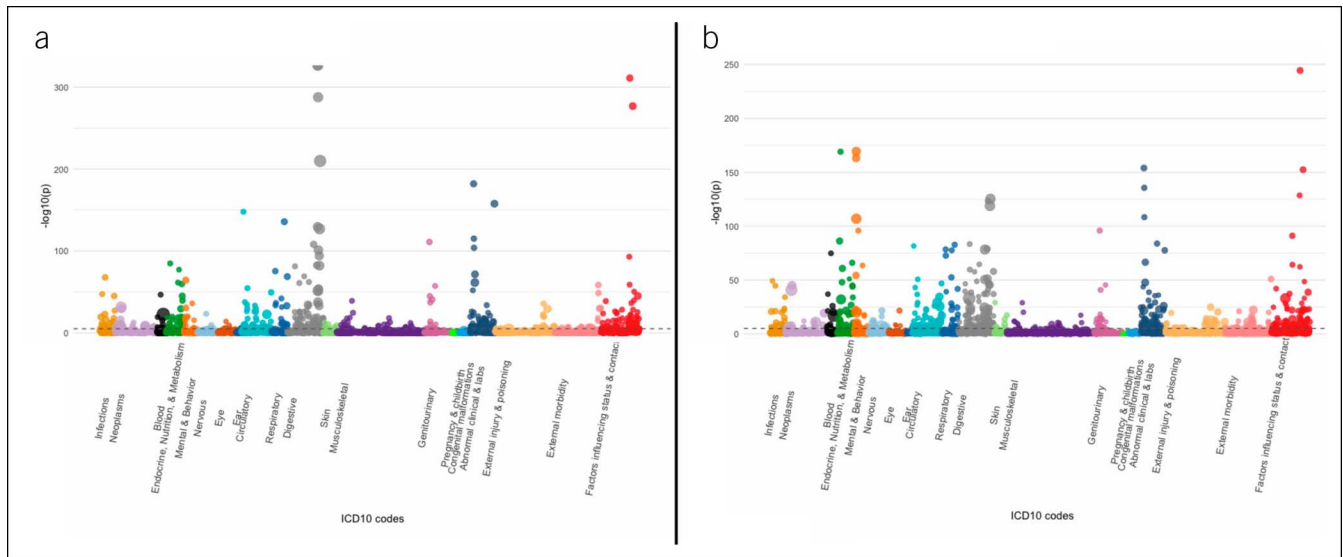 a
300
200
100
0
-log10(p)
Infections
Neoplasms
Blood
Endocrine, Nutrition, & Metabolism
Mental & Behavior
Nervous
Eye
Ear
Circulatory
Respiratory
Digestive
Skin
Musculoskeletal
Genitourinary
Pregnancy & childbirth
Congenital malformations
Abnormal clinical & labs
External injury & poisoning
External morbidity
Factors influencing status & contac
ICD10 codes
b
250
200
150
100
50
0
-log10(p)
Infections
Neoplasms
Blood
Endocrine, Nutrition, & Metabolism
Mental & Behavior
Nervous
Eye
Ear
Circulatory
Respiratory
Digestive
Skin
Musculoskeletal
Genitourinary
Pregnancy & childbirth
Congenital malformations
Abnormal clinical & labs
External injury & poisoning
External morbidity
Factors influencing status & contact
ICD10 codes